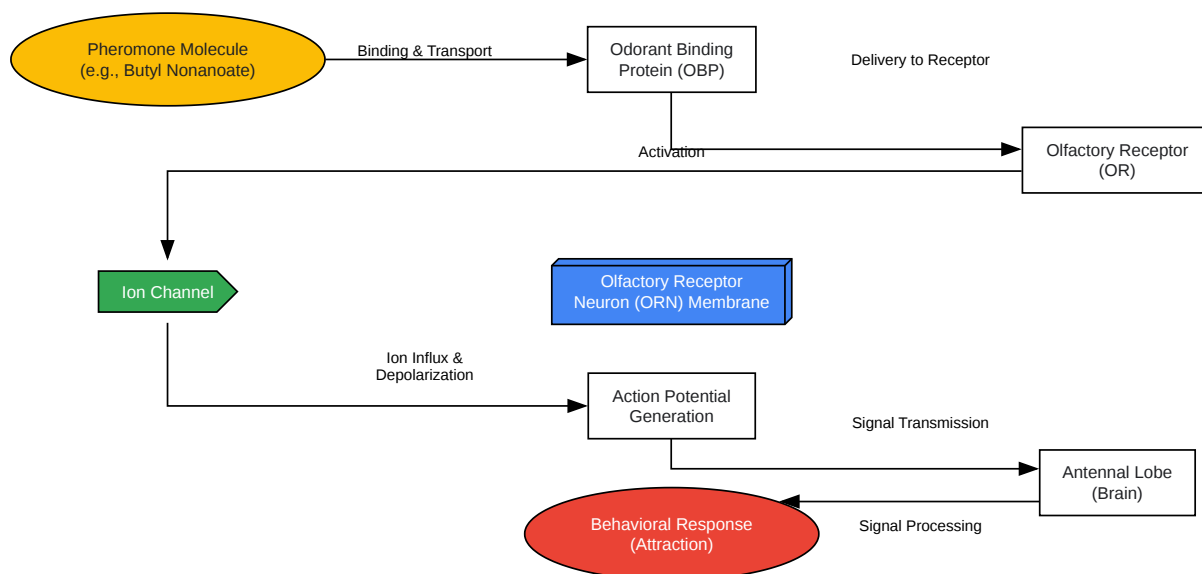 Pheromone Molecule
(e.g., Butyl Nonanoate)
Binding & Transport
Odorant Binding
Protein (OBP)
Delivery to Receptor
Activation
Olfactory Receptor
(OR)
Ion Channel
Olfactory Receptor
Neuron (ORN) Membrane
Ion Influx &
Depolarization
Action Potential
Generation
Signal Transmission
Antennal Lobe
(Brain)
Behavioral Response
(Attraction)
Signal Processing